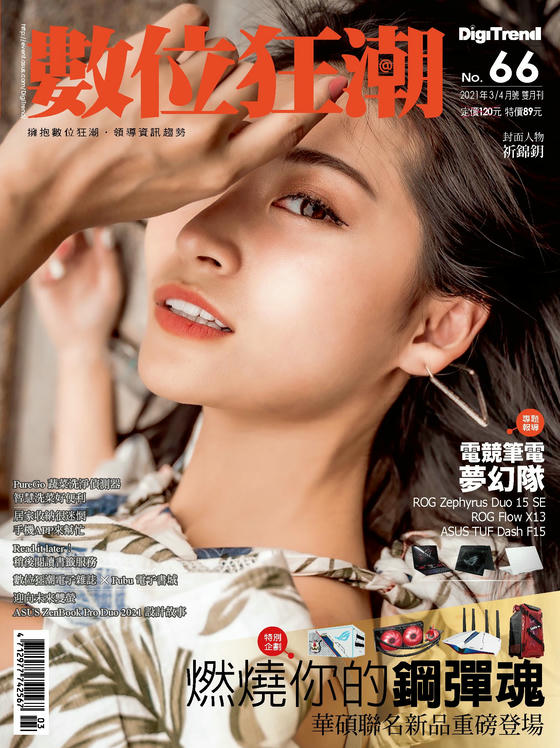 數位狂潮
@
DigiTrend
No. 66
2021年3/4月號 雙月刊
定價120元 特價89元
擁抱數位狂潮・領導資訊趨勢
封面人物
祈錦鈅
專題
報導
電競筆電
夢幻隊
ROG Zephyrus Duo 15 SE
ROG Flow X13
ASUS TUF Dash F15
PureGo 蔬菜洗淨偵測器
智慧洗菜好便利
居家收納很迷惘
手機APP來幫忙
Read it later！
稍後閱讀書籤服務
數位狂潮電子雜誌 × Pubu 電子書城
迎向未來雙螢
ASUS ZenBook Pro Duo 2021 設計故事
特別
企劃
燃燒你的鋼彈魂
華碩聯名新品重磅登場
4 712977 742567
03